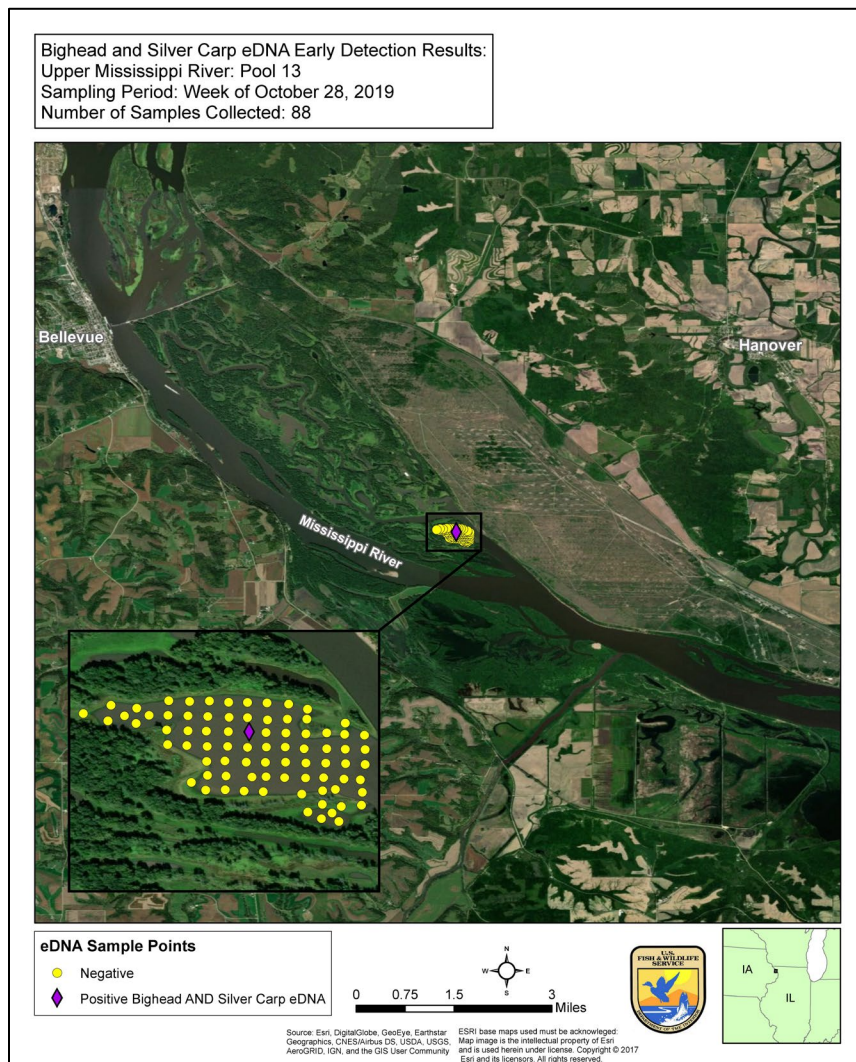 Bighead and Silver Carp eDNA Early Detection Results:
Upper Mississippi River: Pool 13
Sampling Period: Week of October 28, 2019
Number of Samples Collected: 88
Bellevue
Hanover
Mississippi River
eDNA Sample Points
Negative
Positive Bighead AND Silver Carp eDNA
N
W E
S
0 0.75 1.5 3
Miles
U.S.
FISH & WILDLIFE
SERVICE
DEPARTMENT OF THE INTERIOR
IA
IL
Source: Esri, DigitalGlobe, GeoEye, Earthstar
Geographics, CNES/Airbus DS, USDA, USGS,
AeroGRID, IGN, and the GIS User Community
ESRI base maps used must be acknowleged:
Map image is the intellectual property of Esri
and is used herein under license. Copyright © 2017
Esri and its licensors. All rights reserved.